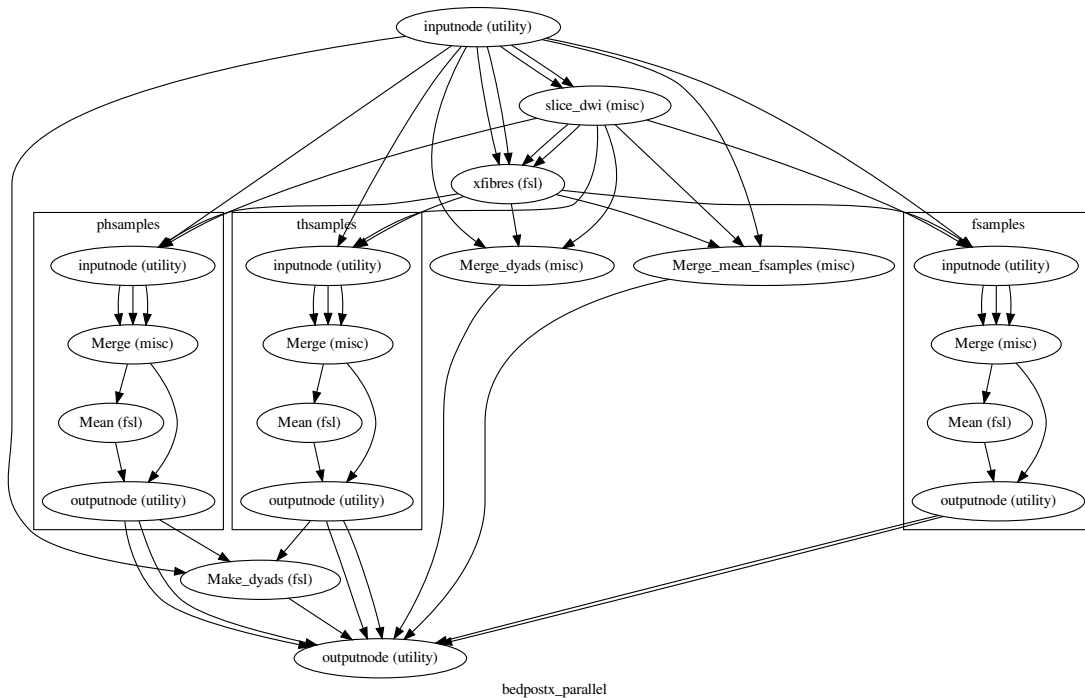 inputnode (utility)
slice_dwi (misc)
xfibres (fsl)
phsamples
thsamples
fsamples
inputnode (utility)
inputnode (utility)
Merge_dyads (misc)
Merge_mean_fsamples (misc)
inputnode (utility)
Merge (misc)
Merge (misc)
Merge (misc)
Mean (fsl)
Mean (fsl)
Mean (fsl)
outputnode (utility)
outputnode (utility)
outputnode (utility)
Make_dyads (fsl)
outputnode (utility)
bedpostx_parallel